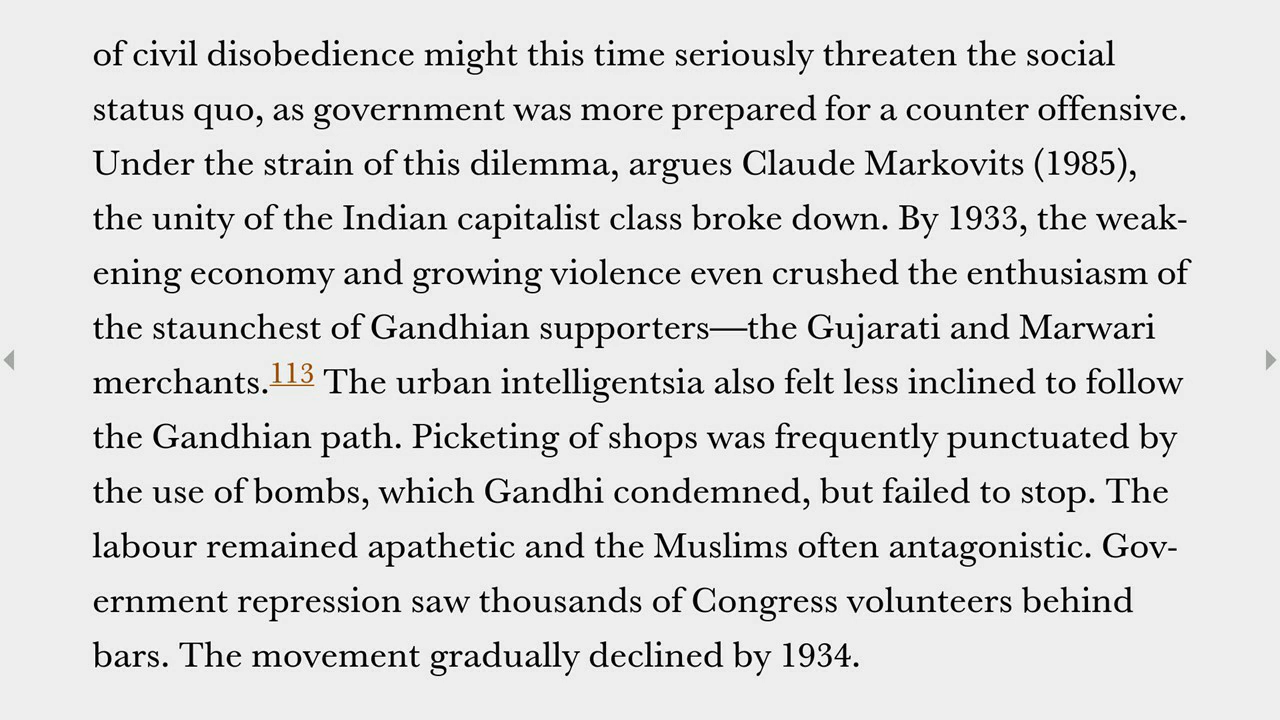 of civil disobedience might this time seriously threaten the social
status quo, as government was more prepared for a counter offensive.
Under the strain of this dilemma, argues Claude Markovits (1985),
the unity of the Indian capitalist class broke down. By 1933, the weak-
ening economy and growing violence even crushed the enthusiasm of
the staunchest of Gandhian supporters—the Gujarati and Marwari
merchants.113 The urban intelligentsia also felt less inclined to follow
the Gandhian path. Picketing of shops was frequently punctuated by
the use of bombs, which Gandhi condemned, but failed to stop. The
labour remained apathetic and the Muslims often antagonistic. Gov-
ernment repression saw thousands of Congress volunteers behind
bars. The movement gradually declined by 1934.